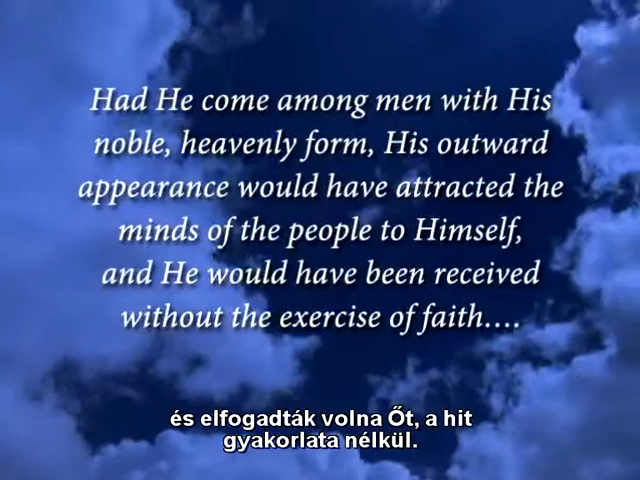 Had He come among men with His
noble, heavenly form, His outward
appearance would have attracted the
minds of the people to Himself,
and He would have been received
without the exercise of faith....
és elfogadták volna Őt, a hit
gyakorlata nélkül.